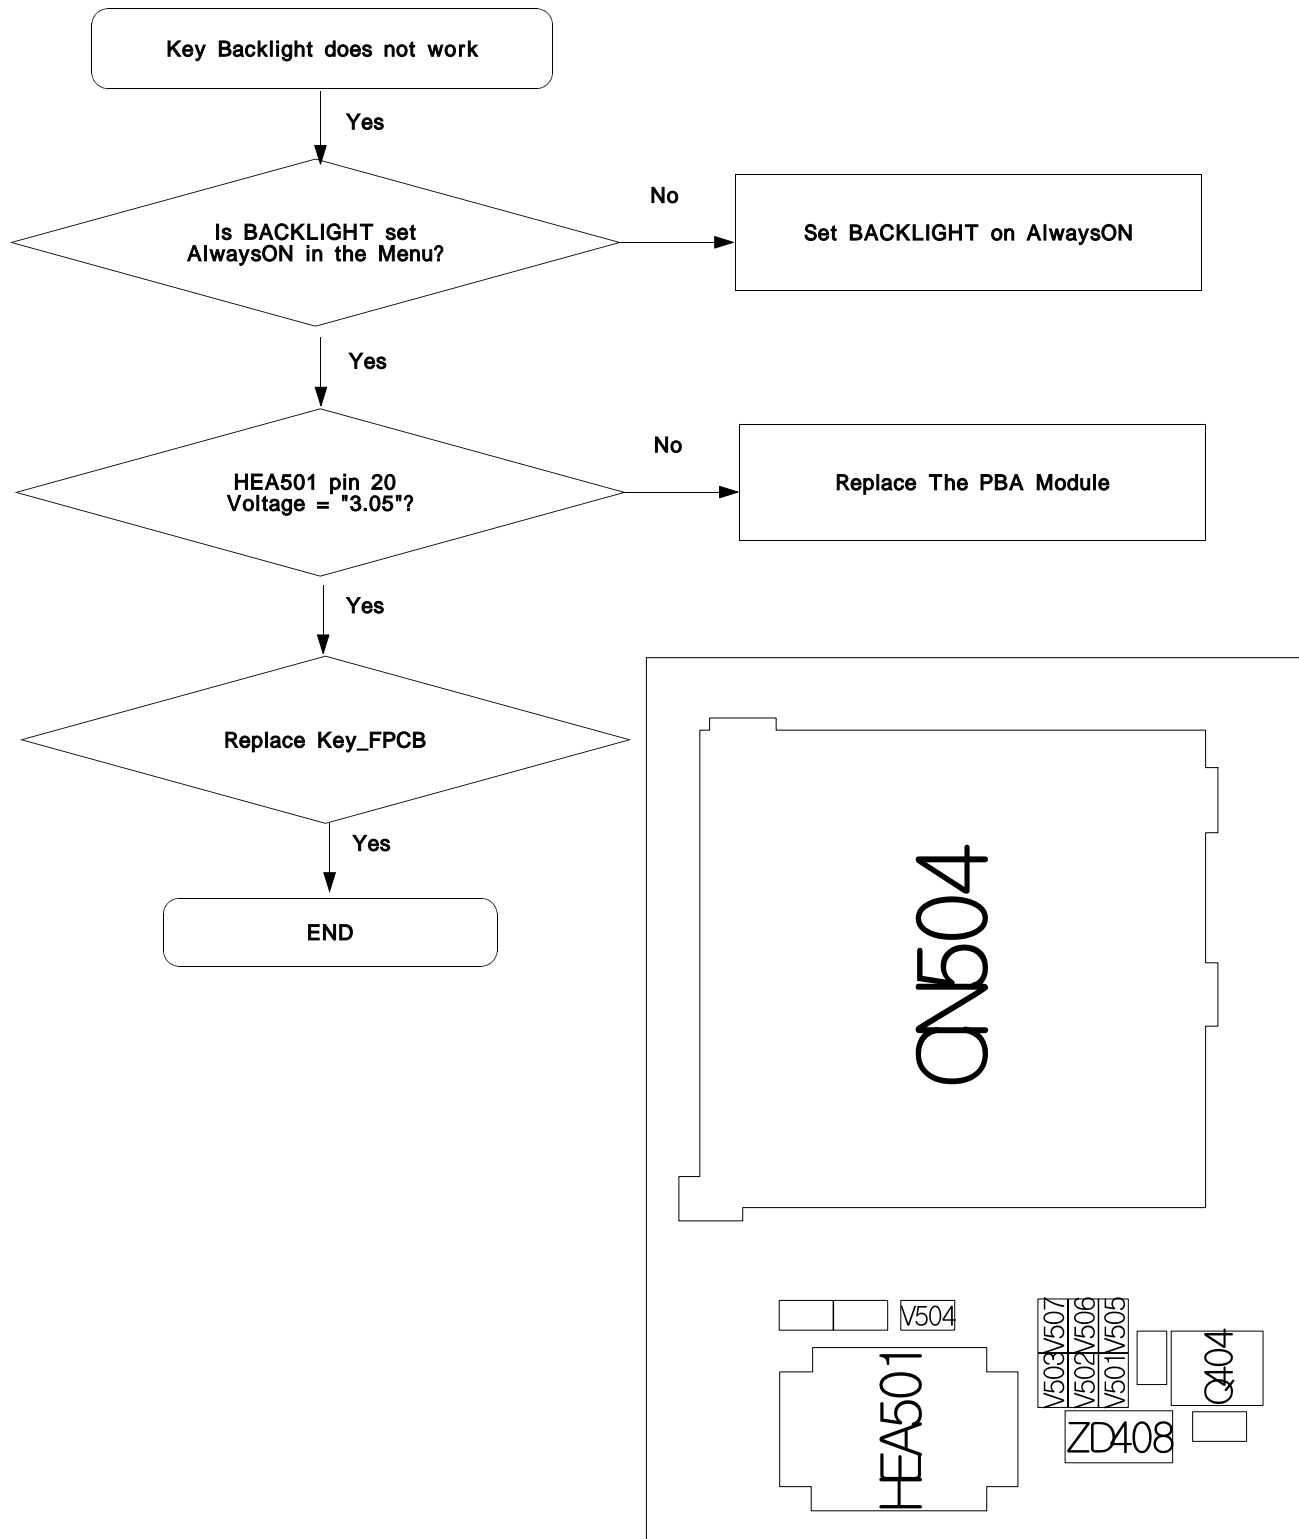 Key Backlight does not work
Yes
Is BACKLIGHT set
AlwaysON in the Menu?
No
Set BACKLIGHT on AlwaysON
Yes
HEA501 pin 20
Voltage = "3.05"?
No
Replace The PBA Module
Yes
Replace Key_FPCB
Yes
END
CN504
V504
V507
V506
V505
V503
V502
V501
Q404
ZD408
HEA501